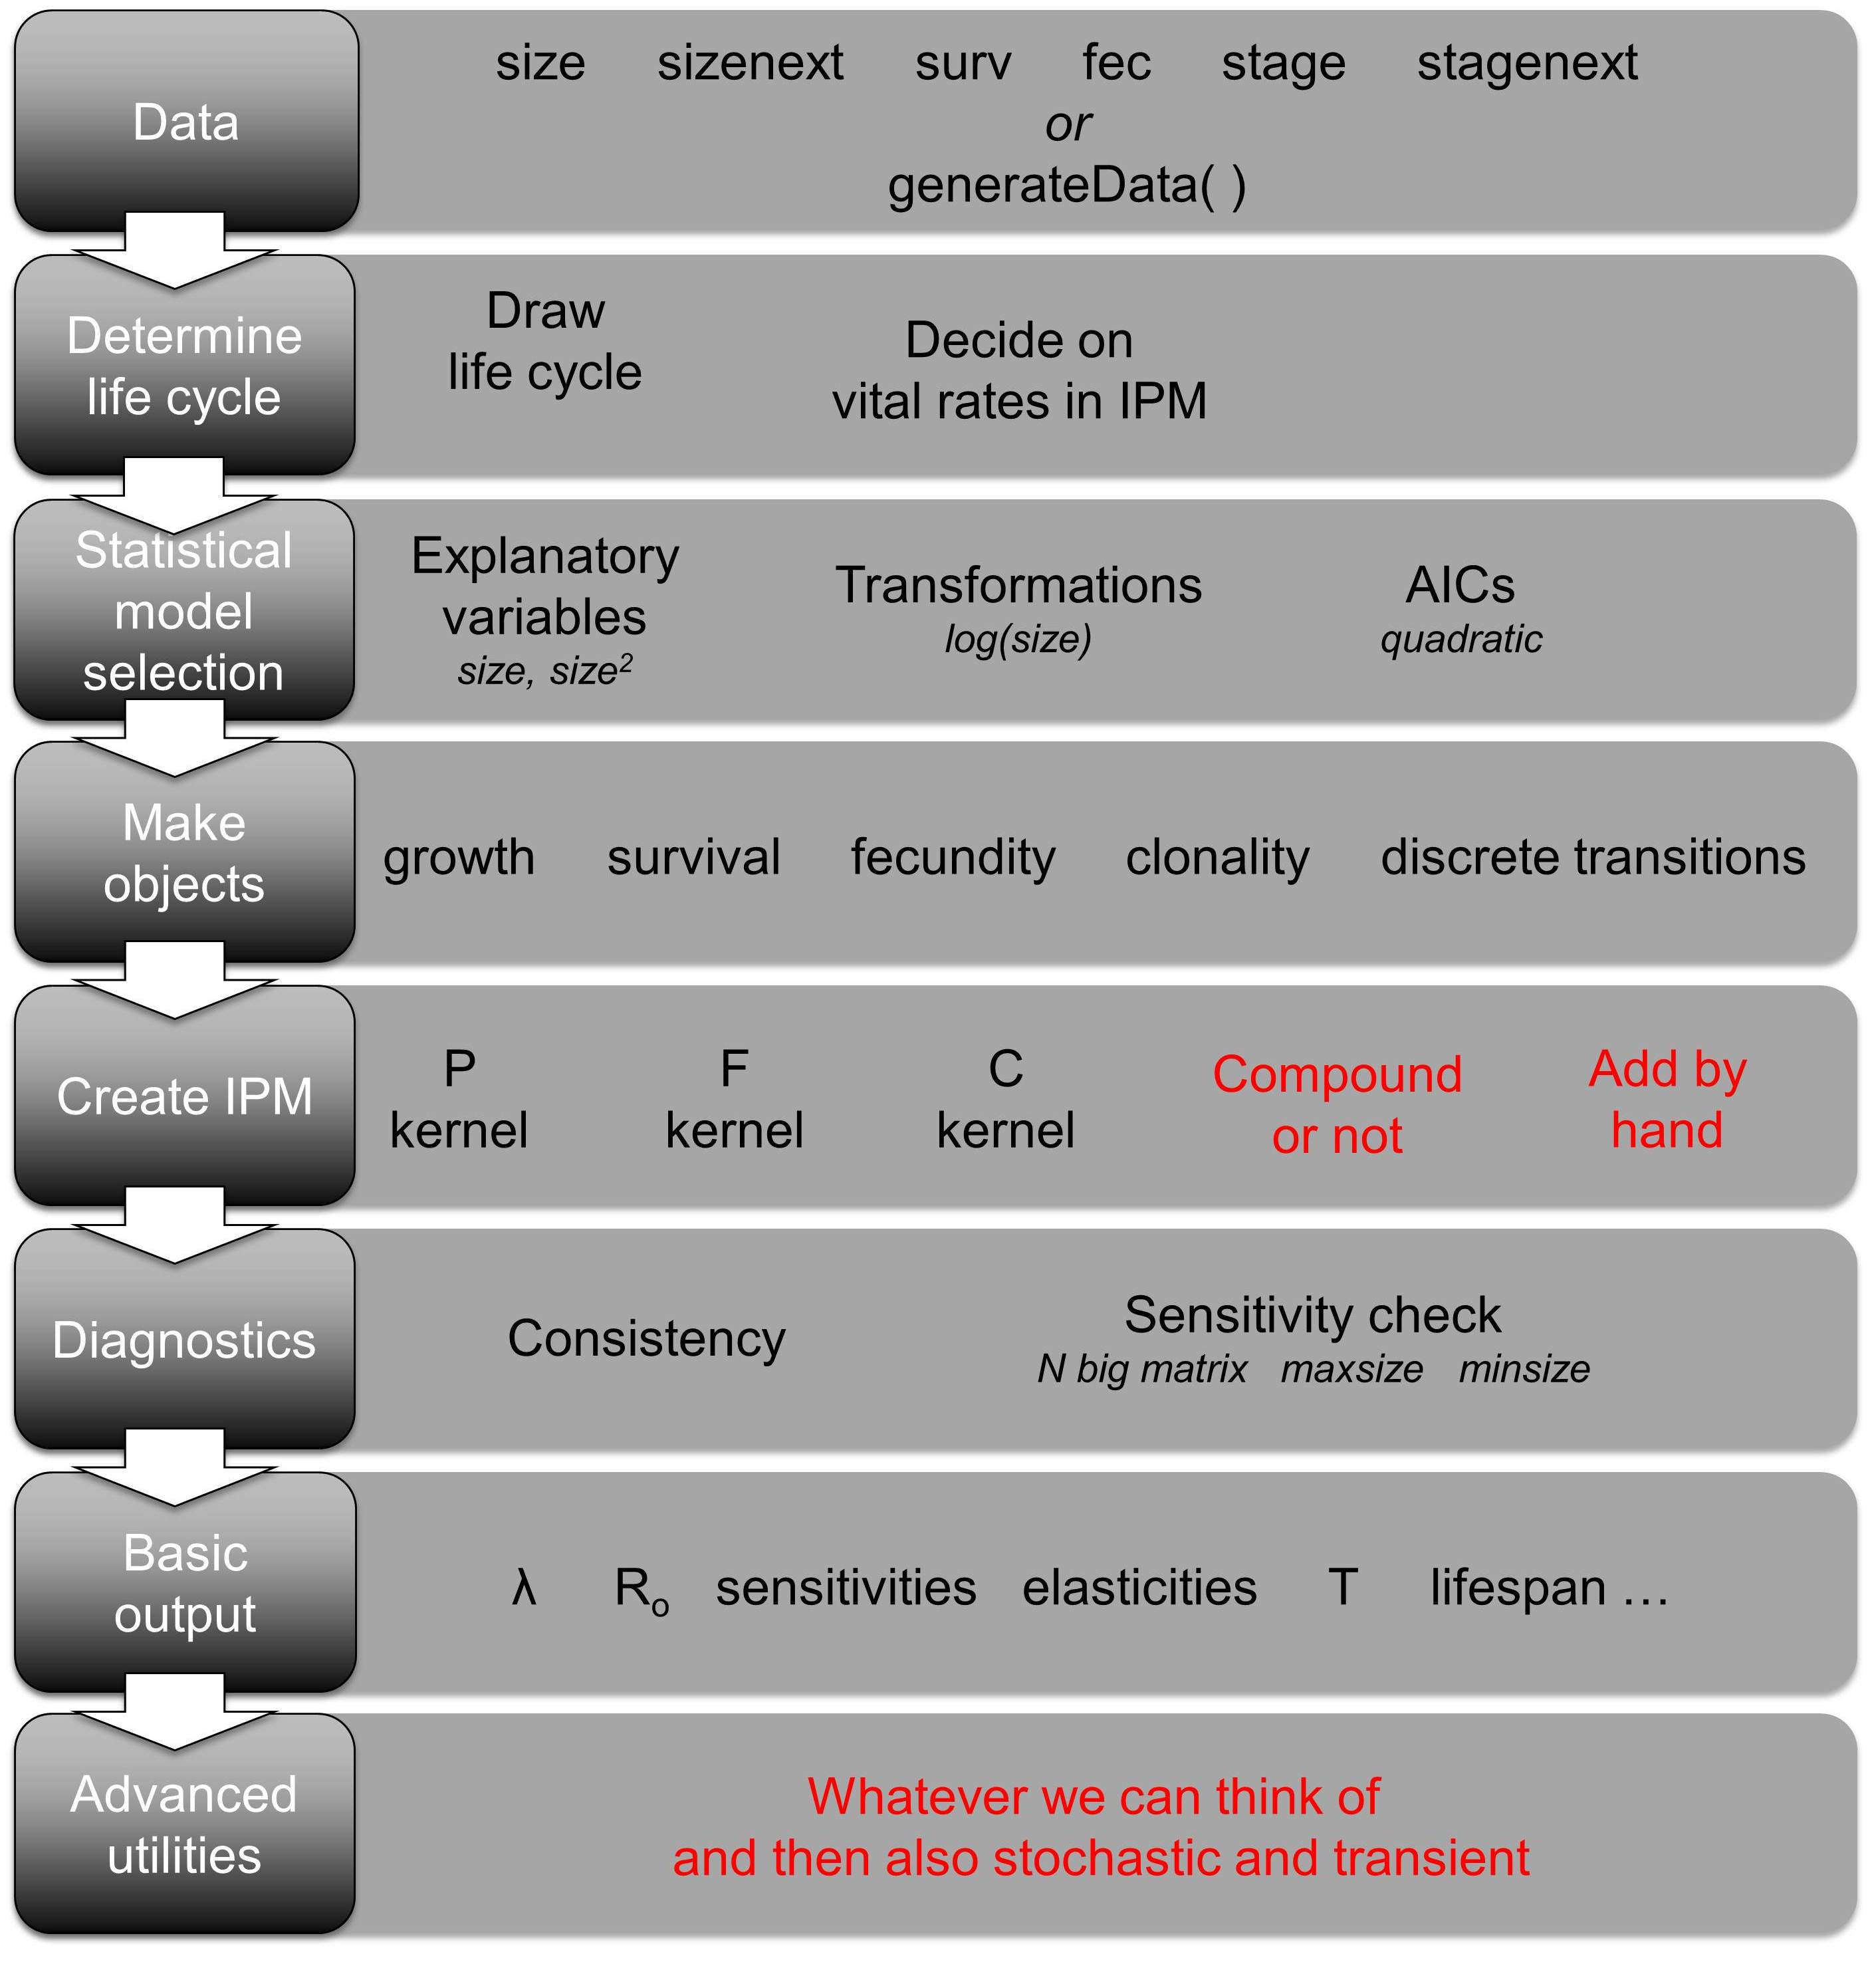 Data
size sizenext surv fec stage stagenext
or
generateData( )
Determine
life cycle
Draw
life cycle
Decide on
vital rates in IPM
Statistical
model
selection
Explanatory
variables
size, size²
Transformations
log(size)
AICs
quadratic
Make
objects
growth survival fecundity clonality discrete transitions
Create IPM
P
kernel
F
kernel
C
kernel
Compound
or not
Add by
hand
Diagnostics
Consistency
Sensitivity check
N big matrix maxsize minsize
Basic
output
λ Rₒ sensitivities elasticities T lifespan …
Advanced
utilities
Whatever we can think of
and then also stochastic and transient